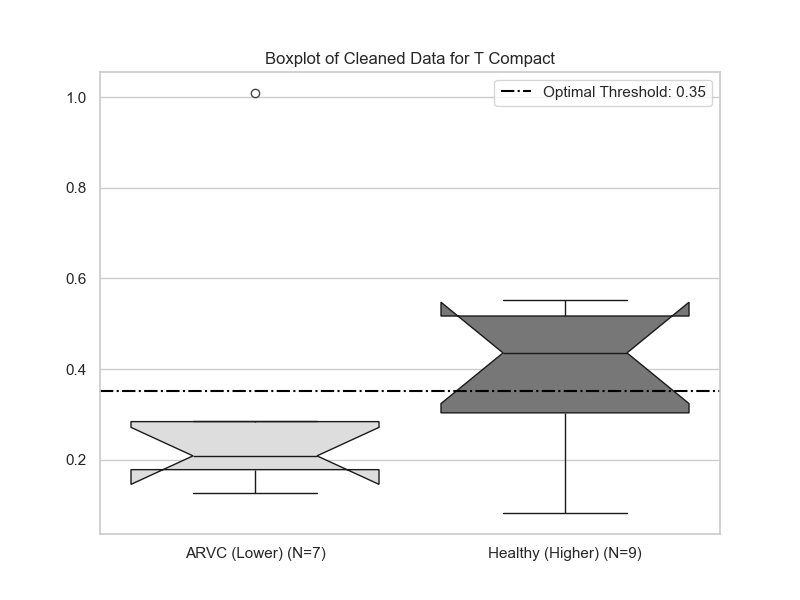 Boxplot of Cleaned Data for T Compact
Optimal Threshold: 0.35
1.0
0.8
0.6
0.4
0.2
ARVC (Lower) (N=7)
Healthy (Higher) (N=9)